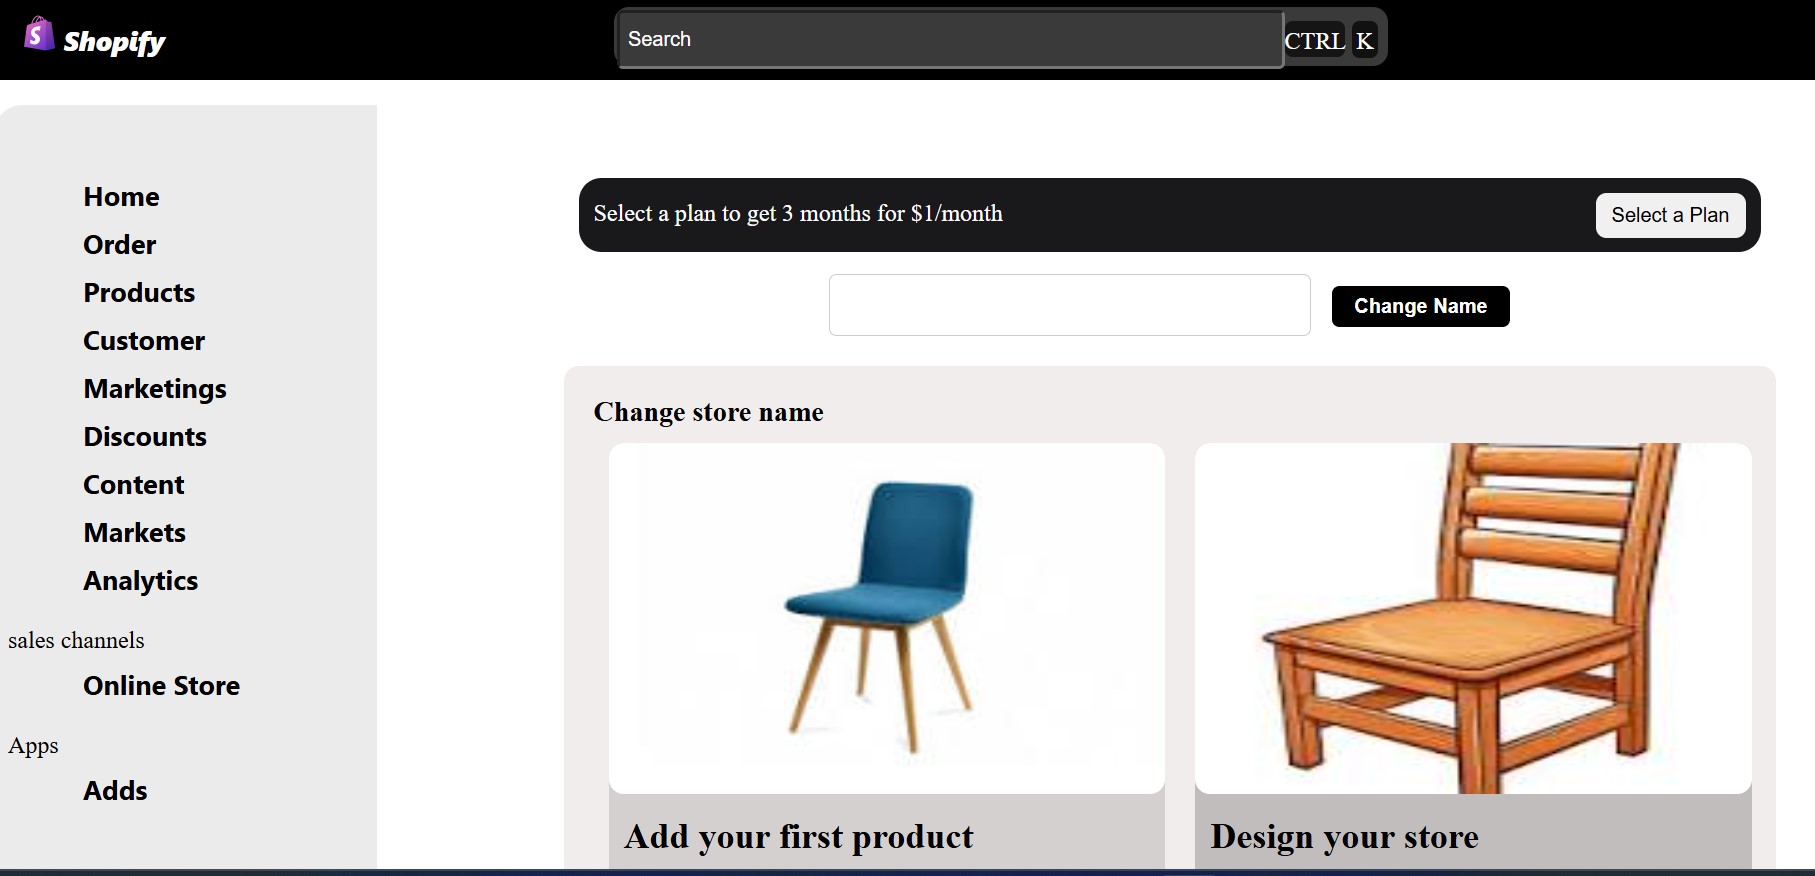 Shopify
Search
CTRL K
Home
Order
Products
Customer
Marketings
Discounts
Content
Markets
Analytics
sales channels
Online Store
Apps
Adds
Select a plan to get 3 months for $1/month
Select a Plan
Change Name
Change store name
Add your first product
Design your store